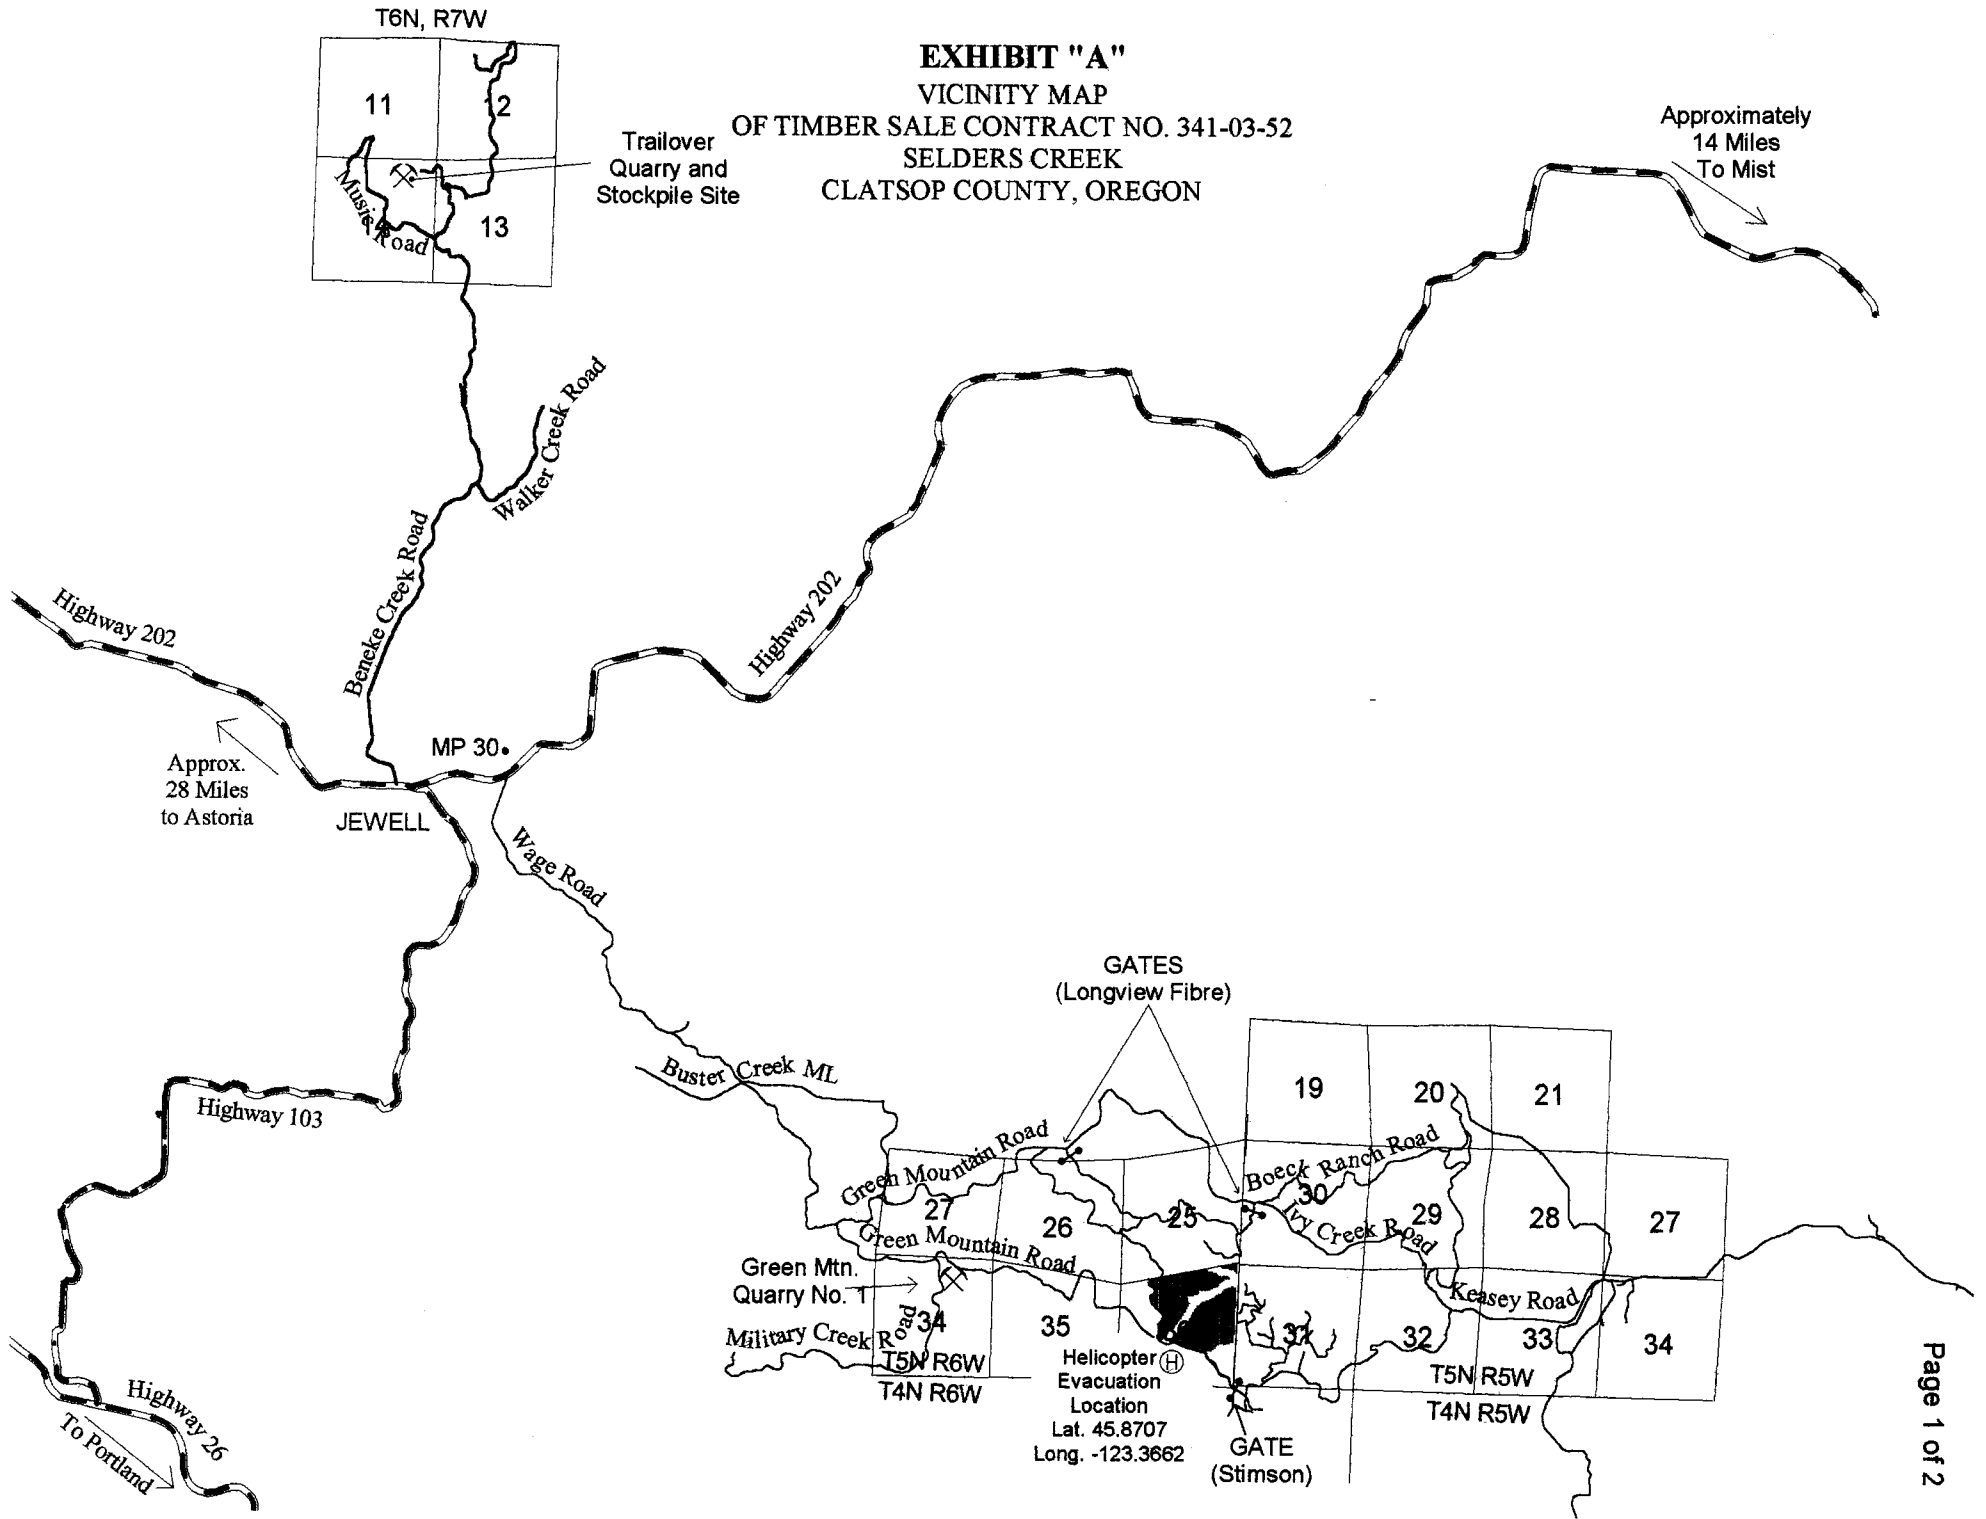 T6N, R7W
EXHIBIT "A"
VICINITY MAP
OF TIMBER SALE CONTRACT NO. 341-03-52
SELDERS CREEK
CLATSOP COUNTY, OREGON
11
12
13
Trailover
Quarry and
Stockpile Site
Music Road
Approximately
14 Miles
To Mist
Walker Creek Road
Beneke Creek Road
Highway 202
Highway 202
MP 30
Approx.
28 Miles
to Astoria
JEWELL
Wage Road
Highway 103
Buster Creek ML
GATES
(Longview Fibre)
19
20
21
Green Mountain Road
Boeck Ranch Road
30
27
26
25
Ivy Creek Road
29
28
27
Green Mountain Road
Green Mtn.
Quarry No. 1
Keasey Road
Military Creek Road
34
35
31
32
33
34
T5N R6W
T4N R6W
T5N R5W
T4N R5W
Helicopter
H
Evacuation
Location
Lat. 45.8707
Long. -123.3662
GATE
(Stimson)
Highway 26
To Portland
Page 1 of 2